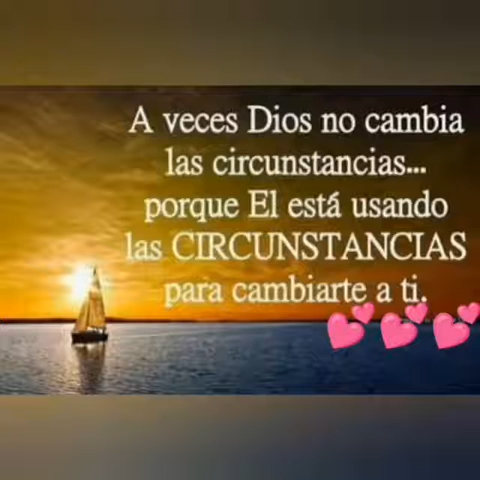 A veces Dios no cambia
las circunstancias...
porque El está usando
las CIRCUNSTANCIAS
para cambiarte a ti.